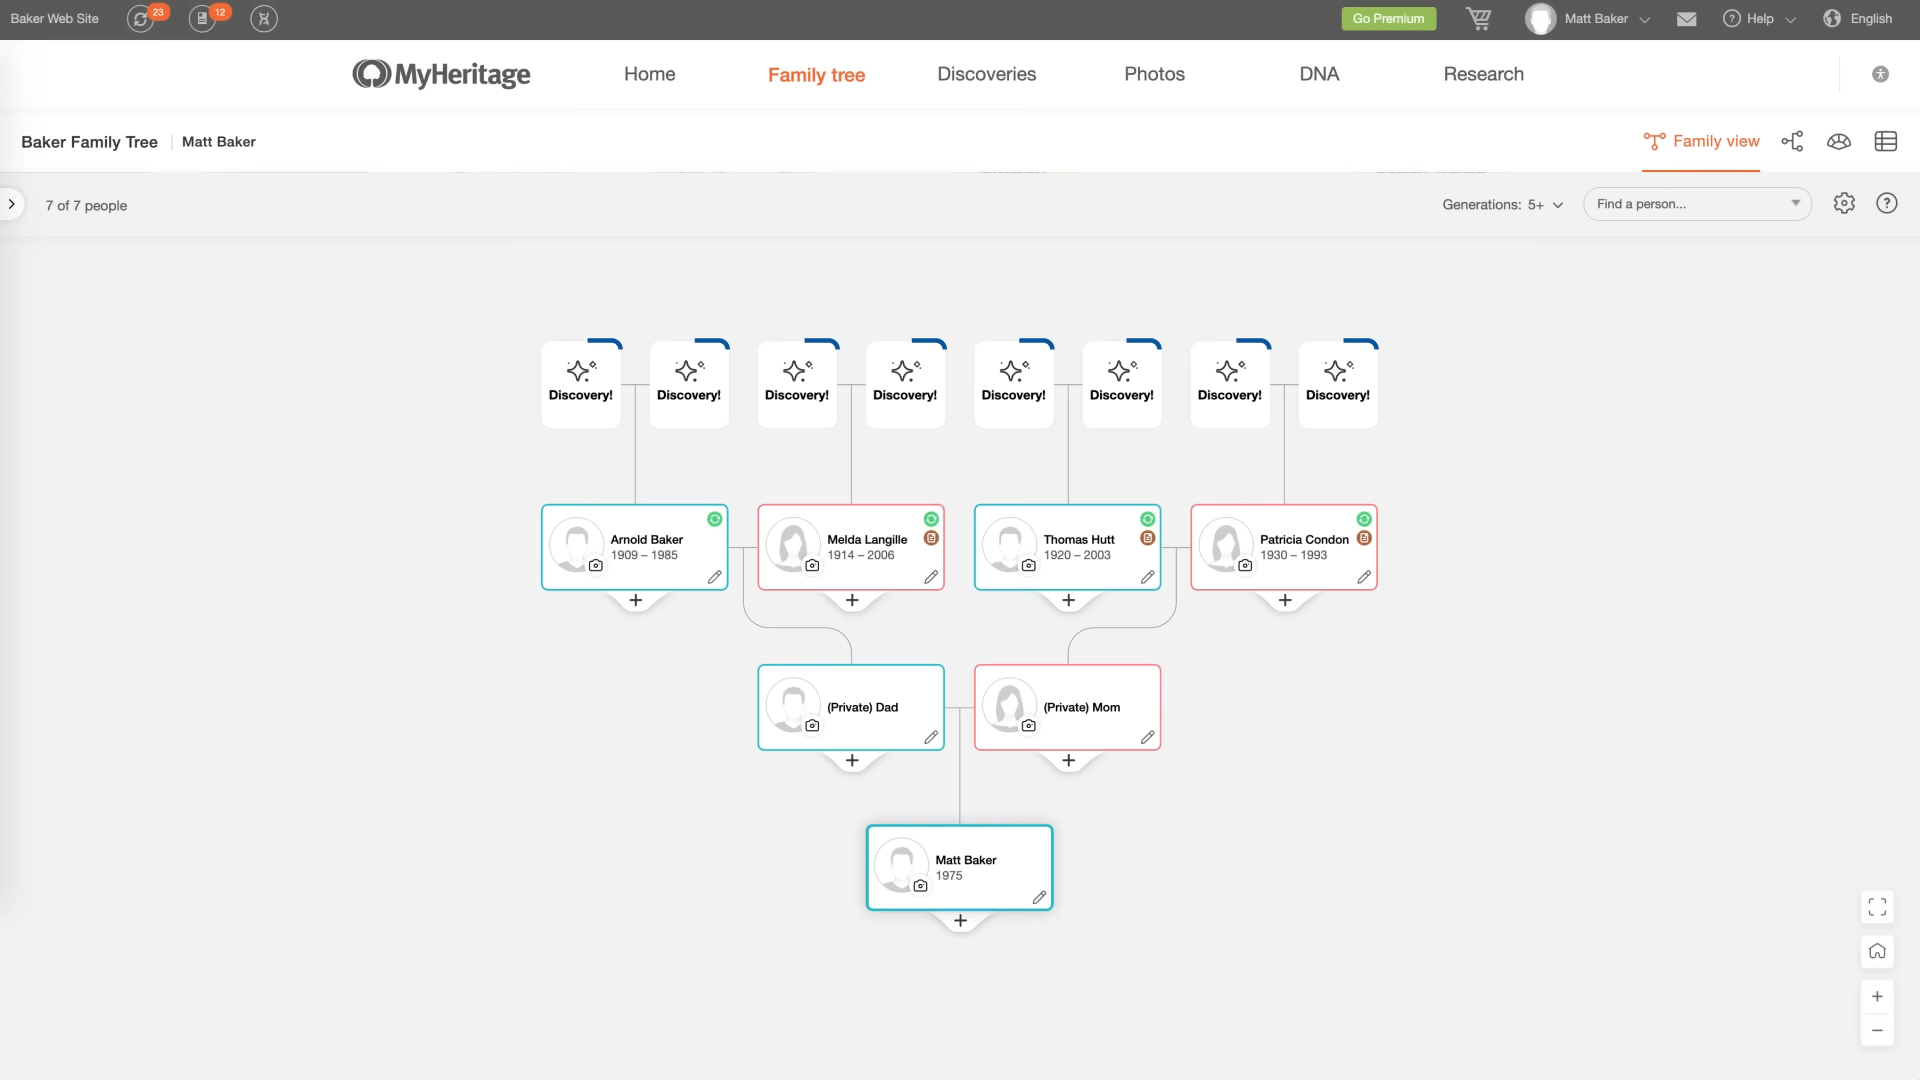 Baker Web Site
23
12
Go Premium
Matt Baker
Help
English
MyHeritage
Home
Family tree
Discoveries
Photos
DNA
Research
Baker Family Tree
Matt Baker
Family view
7 of 7 people
Generations: 5+
Find a person...
Discovery!
Discovery!
Discovery!
Discovery!
Discovery!
Discovery!
Discovery!
Discovery!
Arnold Baker
1909 – 1985
Melda Langille
1914 – 2006
Thomas Hutt
1920 – 2003
Patricia Condon
1930 – 1993
(Private) Dad
(Private) Mom
Matt Baker
1975